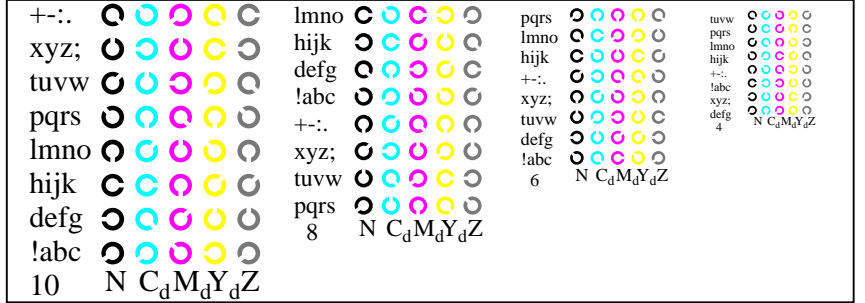 +-:.
xyz;
tuvw
pqrs
lmno
hijk
defg
!abc
10 N CdMdYdZ
lmno
hijk
defg
!abc
+-:.
xyz;
tuvw
pqrs
8 N CdMdYdZ
pqrs
lmno
hijk
+-:.
xyz;
tuvw
defg
!abc
6 N CdMdYdZ
tuvw
pqrs
lmno
hijk
+-:.
!abc
xyz;
defg
4 N CdMdYdZ